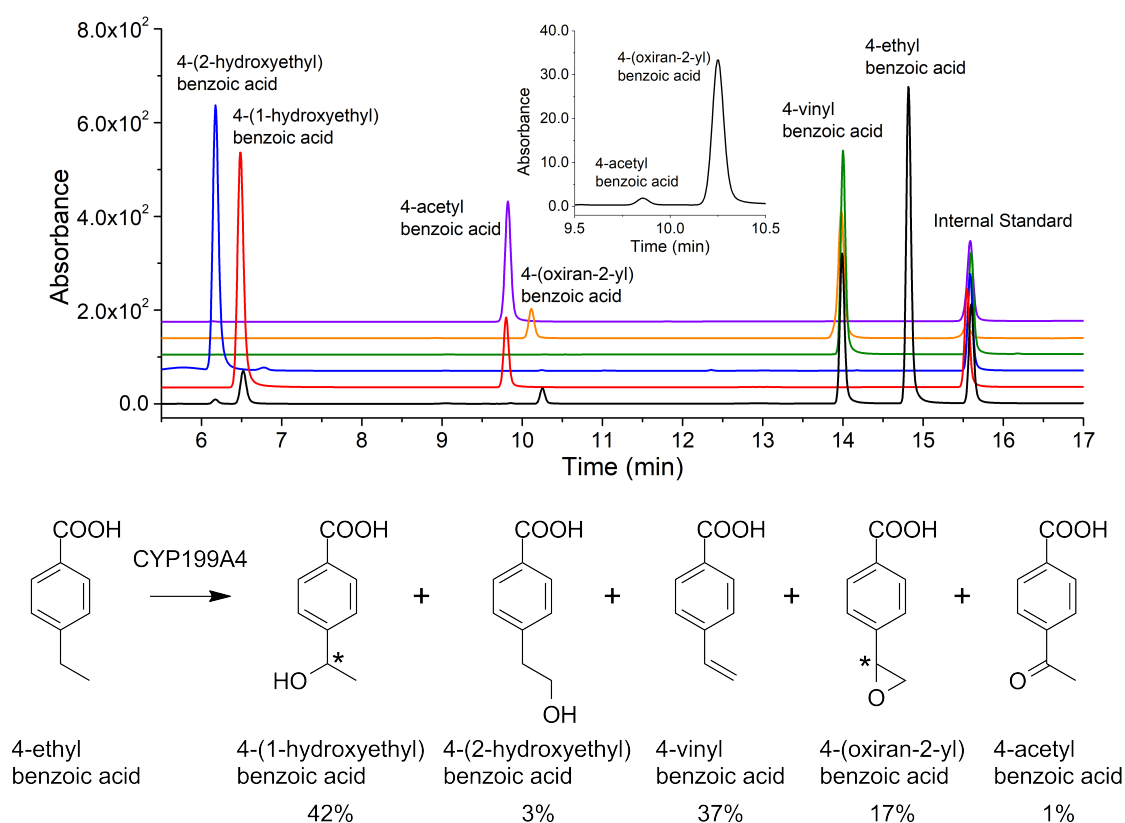 8.0x10²
6.0x10²
4.0x10²
2.0x10²
0.0
Absorbance
4-(2-hydroxyethyl)
benzoic acid
4-(1-hydroxyethyl)
benzoic acid
4-acetyl
benzoic acid
4-(oxiran-2-yl)
benzoic acid
40.0
30.0
20.0
10.0
0.0
Absorbance
4-(oxiran-2-yl)
benzoic acid
4-acetyl
benzoic acid
9.5 10.0 10.5
Time (min)
4-vinyl
benzoic acid
4-ethyl
benzoic acid
Internal Standard
6 7 8 9 10 11 12 13 14 15 16 17
Time (min)
COOH COOH COOH COOH COOH COOH
CYP199A4
+ + + +
* HO
OH
* O
O
4-ethyl
benzoic acid
4-(1-hydroxyethyl)
benzoic acid
42%
4-(2-hydroxyethyl)
benzoic acid
3%
4-vinyl
benzoic acid
37%
4-(oxiran-2-yl)
benzoic acid
17%
4-acetyl
benzoic acid
1%